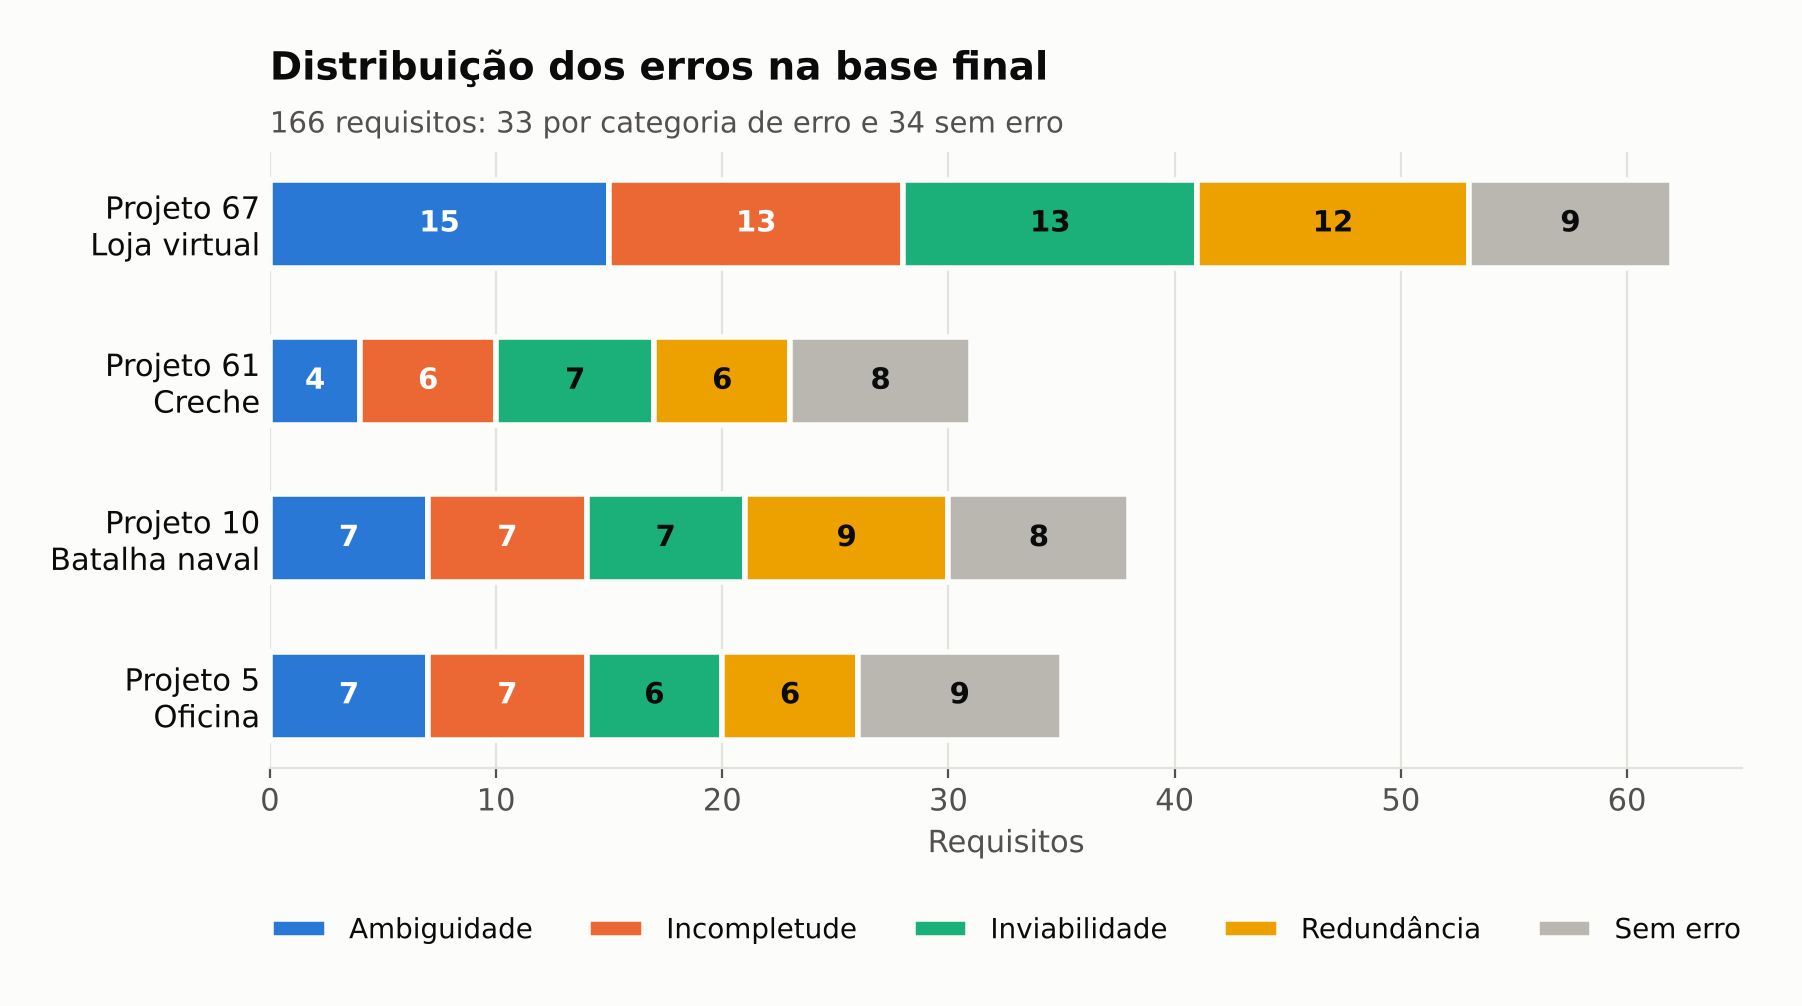 Distribuição dos erros na base final
166 requisitos: 33 por categoria de erro e 34 sem erro
Projeto 67
Loja virtual
15 13 13 12 9
Projeto 61
Creche
4 6 7 6 8
Projeto 10
Batalha naval
7 7 7 9 8
Projeto 5
Oficina
7 7 6 6 9
0 10 20 30 40 50 60
Requisitos
Ambiguidade Incompletude Inviabilidade Redundância Sem erro